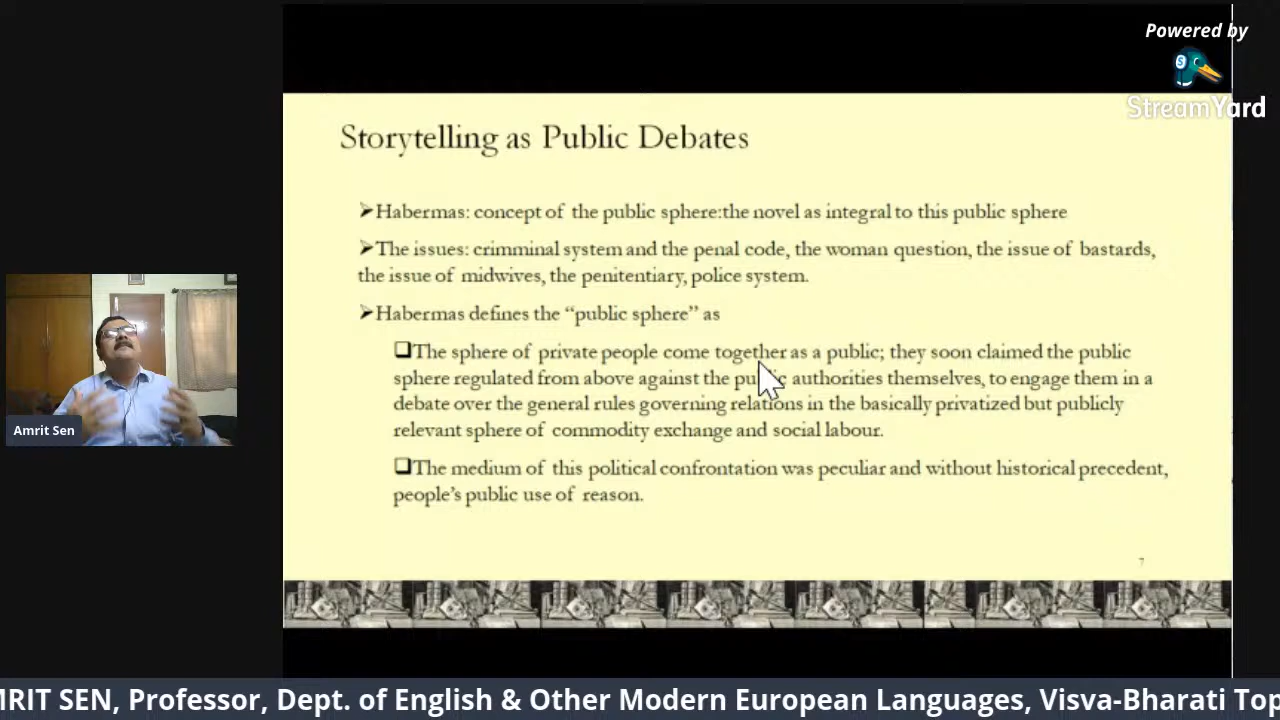 Powered by
StreamYard
Storytelling as Public Debates
➢Habermas: concept of the public sphere:the novel as integral to this public sphere
➢The issues: crimminal system and the penal code, the woman question, the issue of bastards,
the issue of midwives, the penitentiary, police system.
➢Habermas defines the “public sphere” as
❑The sphere of private people come together as a public; they soon claimed the public
sphere regulated from above against the public authorities themselves, to engage them in a
debate over the general rules governing relations in the basically privatized but publicly
relevant sphere of commodity exchange and social labour.
❑The medium of this political confrontation was peculiar and without historical precedent,
people’s public use of reason.
7
Amrit Sen
MRIT SEN, Professor, Dept. of English & Other Modern European Languages, Visva-Bharati Top